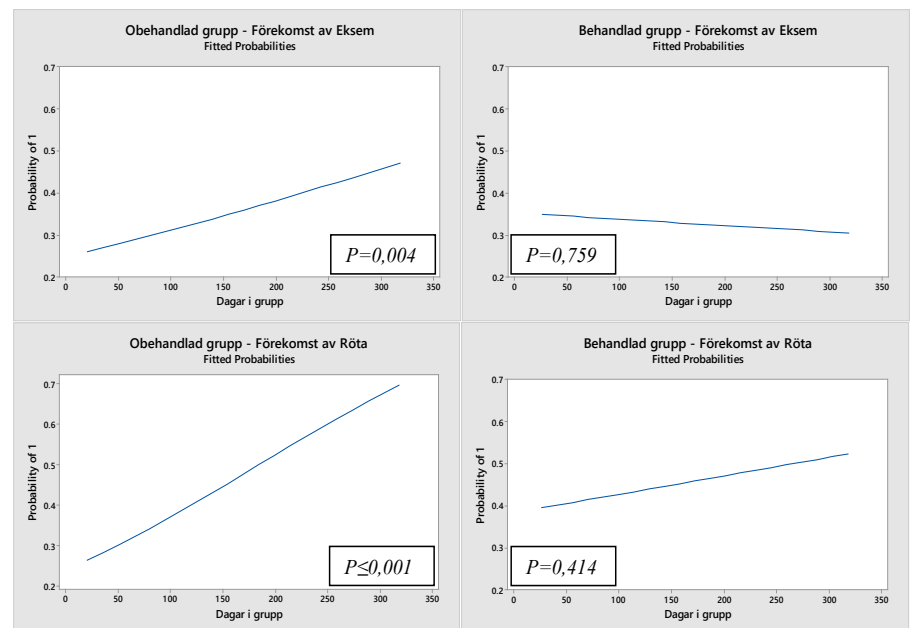 Obehandlad grupp - Förekomst av Eksem
Fitted Probabilities
0.7
0.6
0.5
0.4
0.3
0.2
Probability of 1
P=0,004
0 50 100 150 200 250 300 350
Dagar i grupp
Behandlad grupp - Förekomst av Eksem
Fitted Probabilities
0.7
0.6
0.5
0.4
0.3
0.2
Probability of 1
P=0,759
0 50 100 150 200 250 300 350
Dagar i grupp
Obehandlad grupp - Förekomst av Röta
Fitted Probabilities
0.7
0.6
0.5
0.4
0.3
0.2
Probability of 1
P≤0,001
0 50 100 150 200 250 300 350
Dagar i grupp
Behandlad grupp - Förekomst av Röta
Fitted Probabilities
0.7
0.6
0.5
0.4
0.3
0.2
Probability of 1
P=0,414
0 50 100 150 200 250 300 350
Dagar i grupp